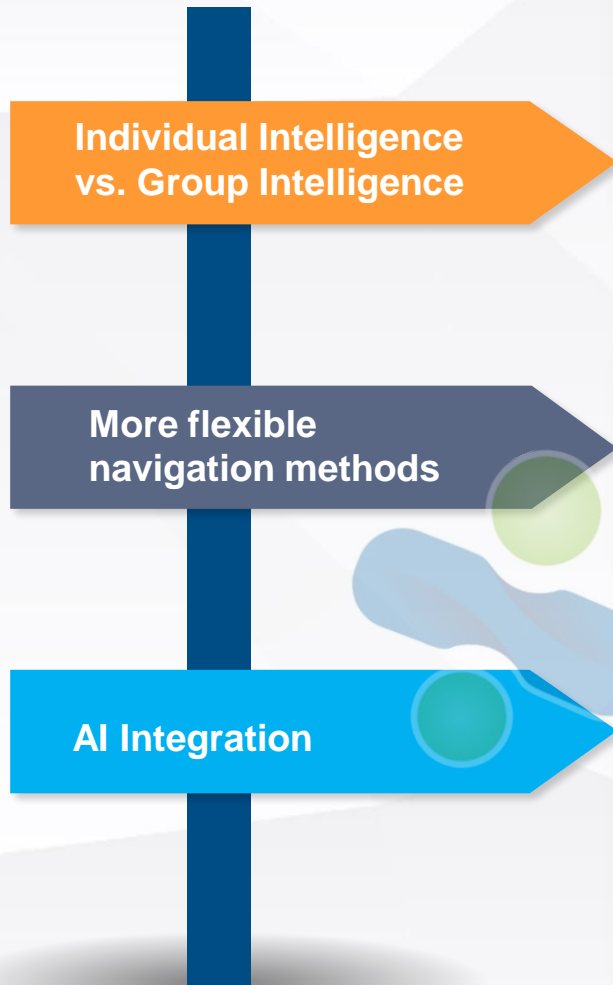 Individual Intelligence
vs. Group Intelligence
More flexible
navigation methods
AI Integration